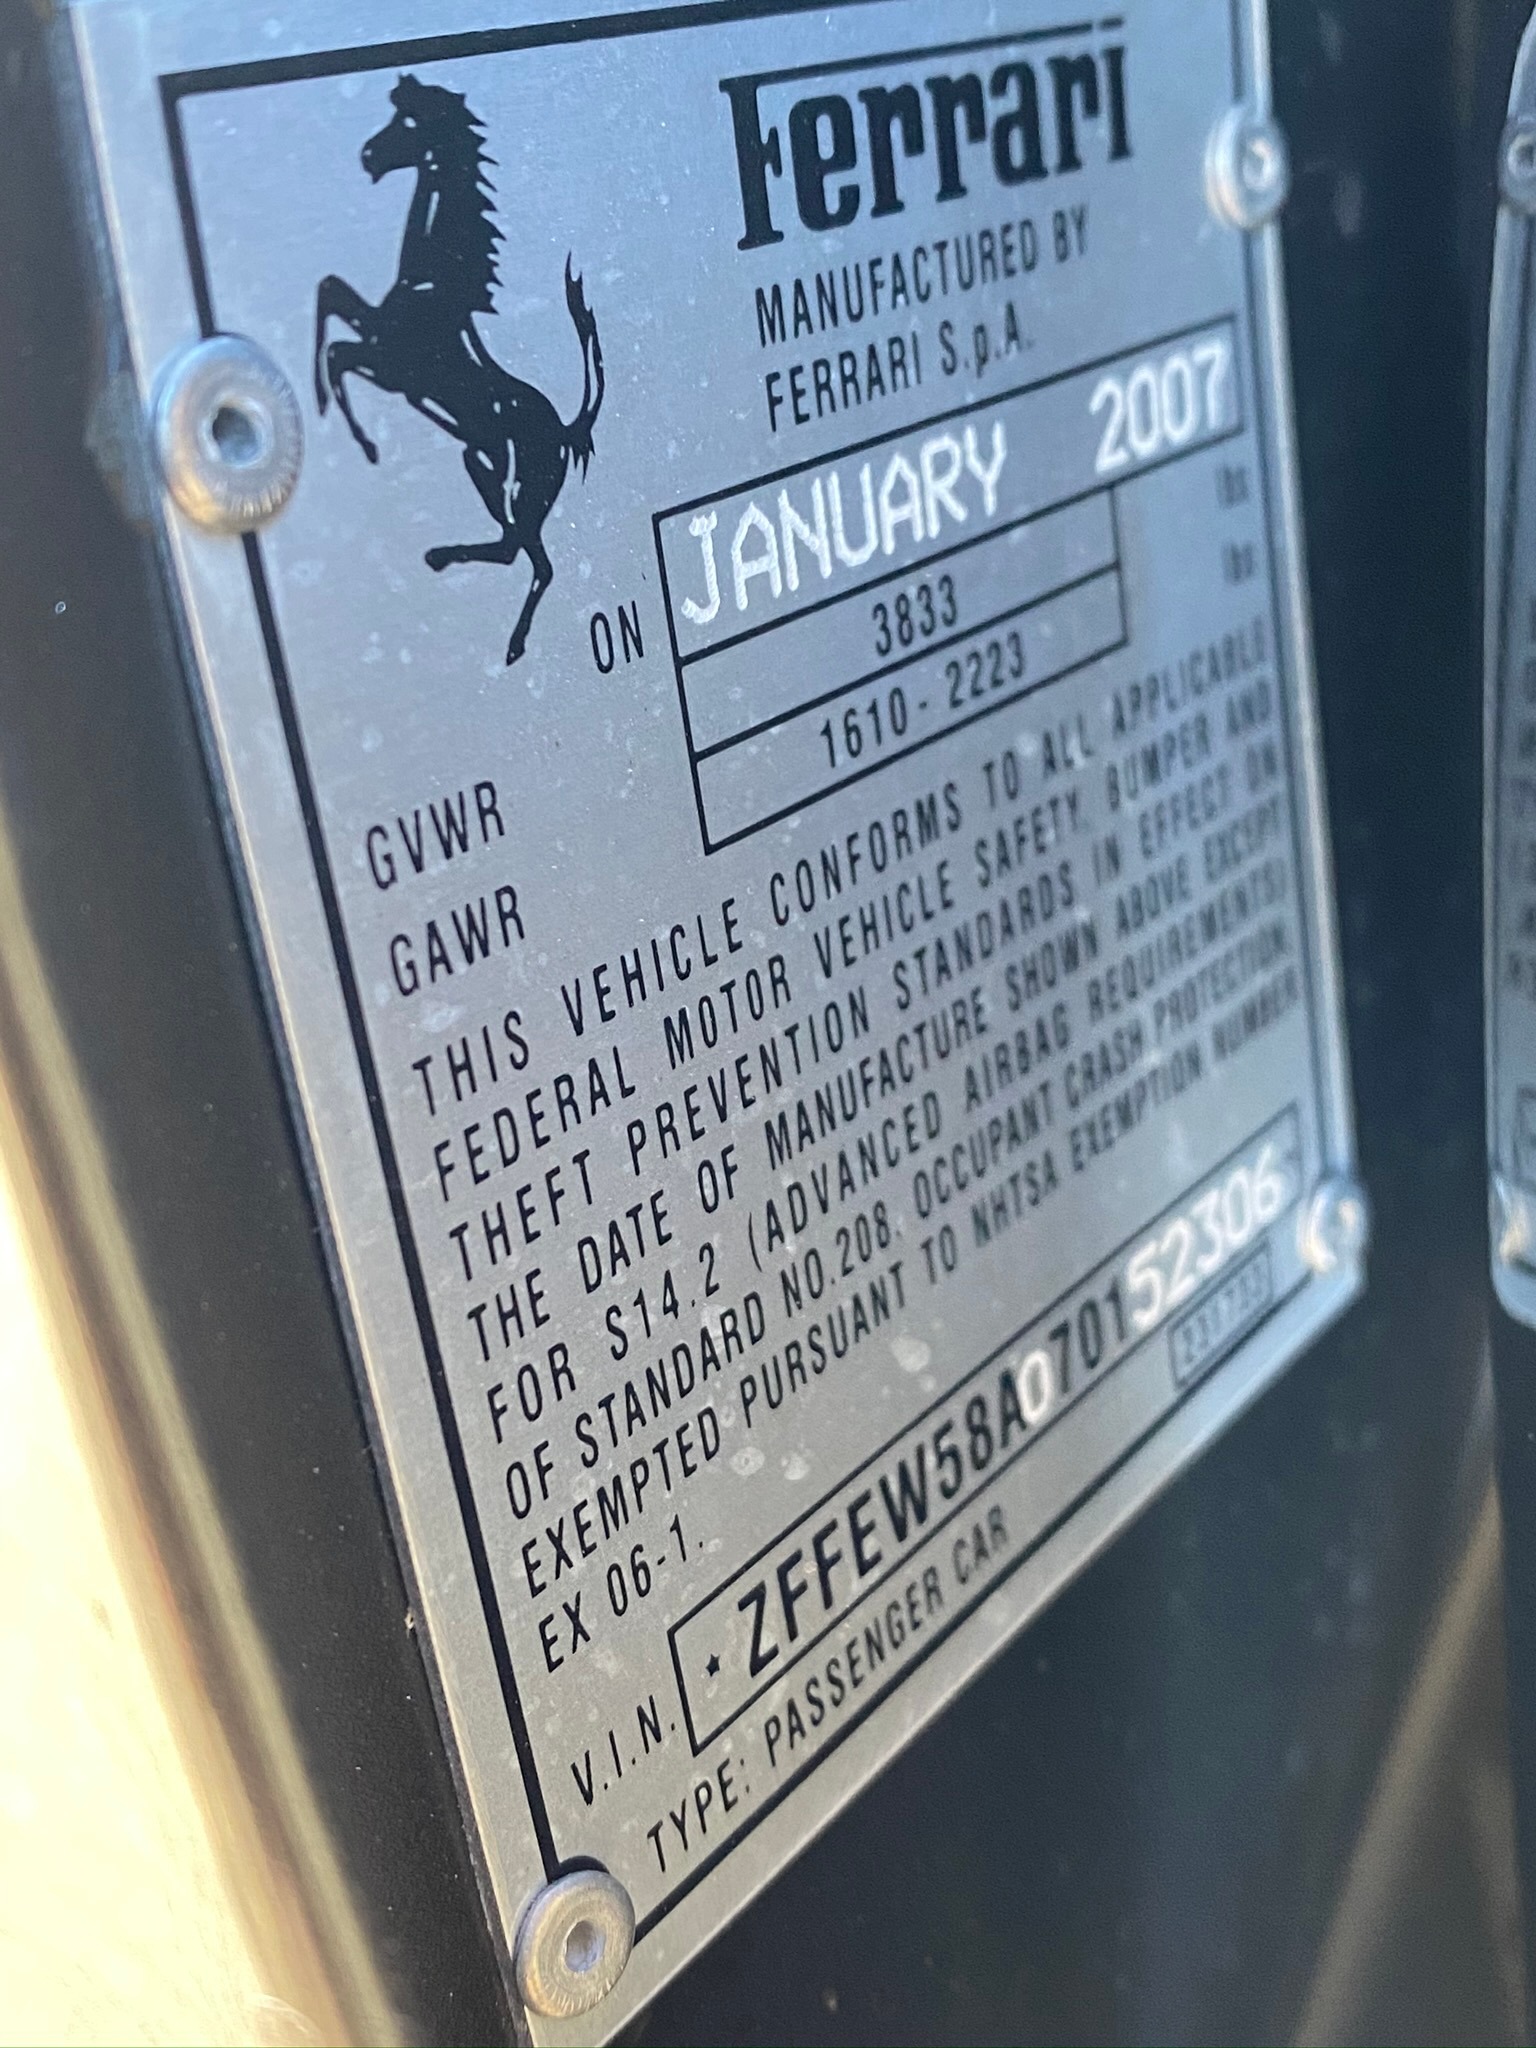 Ferrari
MANUFACTURED BY
FERRARI S.p.A.
ON JANUARY 2007
GVWR 3833 lbs
GAWR 1610 - 2223 lbs
THIS VEHICLE CONFORMS TO ALL APPLICABLE
FEDERAL MOTOR VEHICLE SAFETY, BUMPER AND
THEFT PREVENTION STANDARDS IN EFFECT ON
THE DATE OF MANUFACTURE SHOWN ABOVE EXCEPT
FOR S14.2 (ADVANCED AIRBAG REQUIREMENTS)
OF STANDARD NO.208, OCCUPANT CRASH PROTECTION,
EXEMPTED PURSUANT TO NHTSA EXEMPTION NUMBER
EX 06-1.
V.I.N. ★ ZFFEW58A070152306
TYPE: PASSENGER CAR